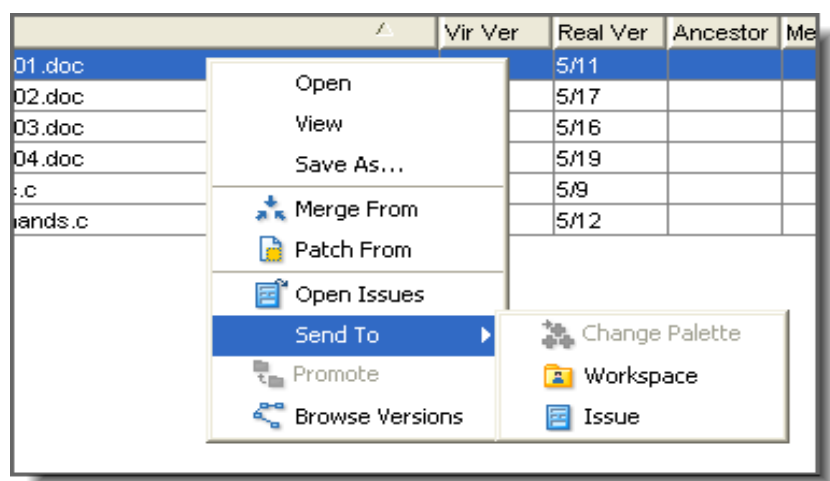 Vir Ver Real Ver Ancestor Me
01.doc 5/11
02.doc 5/17
03.doc 5/16
04.doc 5/19
.c 5/9
ands.c 5/12
Open
View
Save As...
Merge From
Patch From
Open Issues
Send To
Promote
Browse Versions
Change Palette
Workspace
Issue